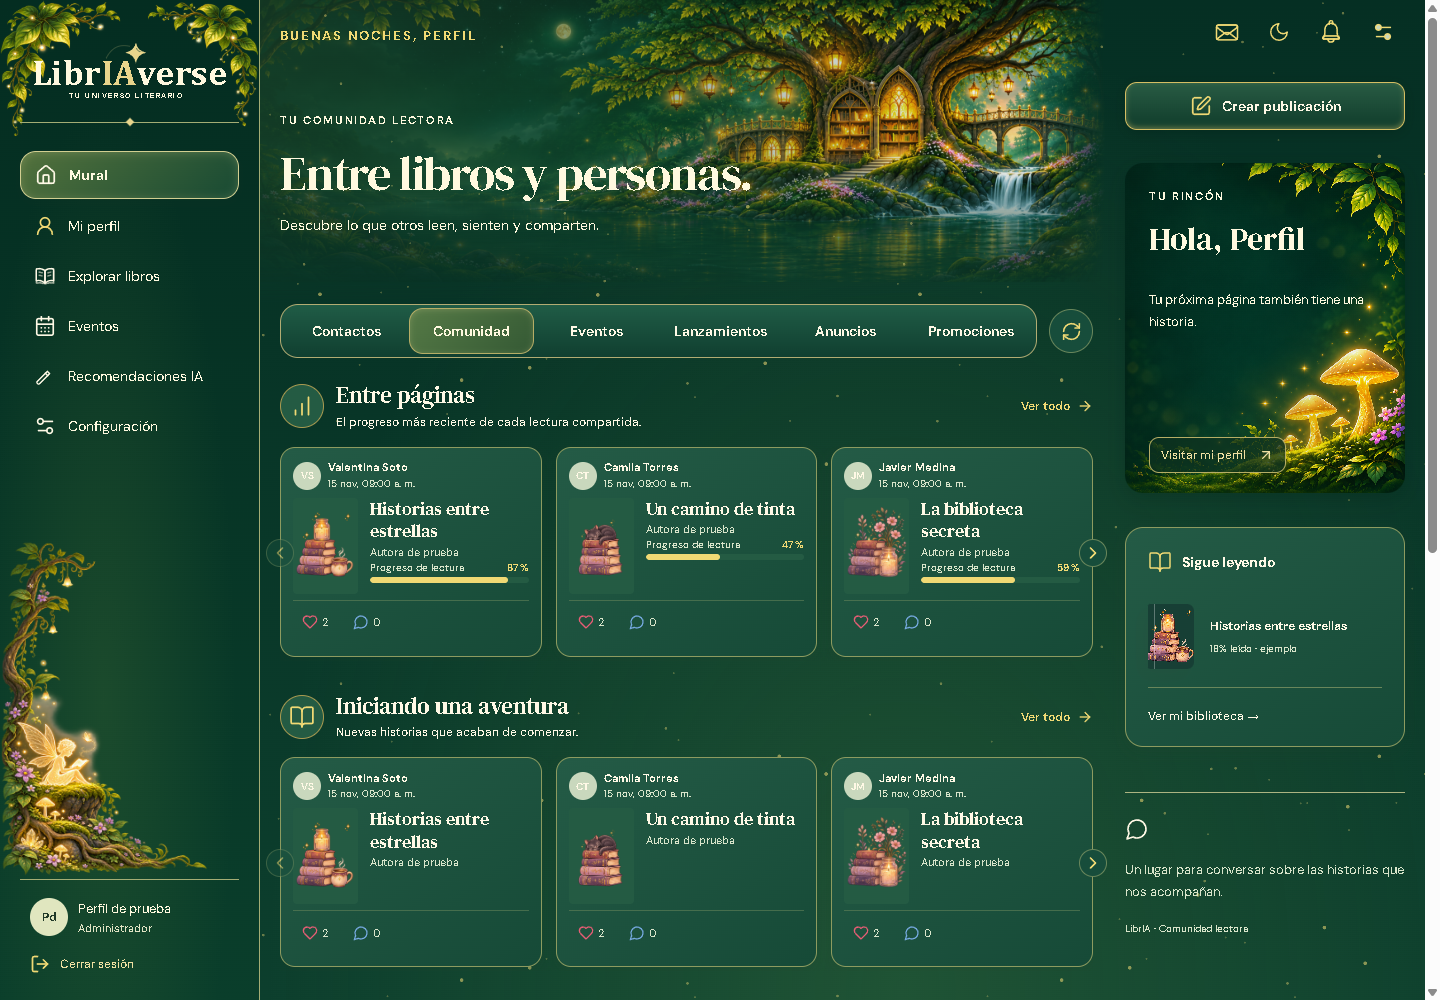 LibrIAverse
TU UNIVERSO LITERARIO
Mural
Mi perfil
Explorar libros
Eventos
Recomendaciones IA
Configuración
Pd
Perfil de prueba
Administrador
Cerrar sesión
BUENAS NOCHES, PERFIL
TU COMUNIDAD LECTORA
Entre libros y personas.
Descubre lo que otros leen, sienten y comparten.
Contactos
Comunidad
Eventos
Lanzamientos
Anuncios
Promociones
Entre páginas
El progreso más reciente de cada lectura compartida.
Ver todo →
VS
Valentina Soto
15 nov, 09:00 a. m.
Historias entre
estrellas
Autora de prueba
Progreso de lectura 87 %
2 0
CT
Camila Torres
15 nov, 09:00 a. m.
Un camino de tinta
Autora de prueba
Progreso de lectura 47 %
2 0
JM
Javier Medina
15 nov, 09:00 a. m.
La biblioteca
secreta
Autora de prueba
Progreso de lectura 59 %
2 0
Iniciando una aventura
Nuevas historias que acaban de comenzar.
Ver todo →
VS
Valentina Soto
15 nov, 09:00 a. m.
Historias entre
estrellas
Autora de prueba
2 0
CT
Camila Torres
15 nov, 09:00 a. m.
Un camino de tinta
Autora de prueba
2 0
JM
Javier Medina
15 nov, 09:00 a. m.
La biblioteca
secreta
Autora de prueba
2 0
Crear publicación
TU RINCÓN
Hola, Perfil
Tu próxima página también tiene una
historia.
Visitar mi perfil
Sigue leyendo
Historias entre estrellas
18% leído · ejemplo
Ver mi biblioteca →
Un lugar para conversar sobre las historias que
nos acompañan.
LibrIA · Comunidad lectora